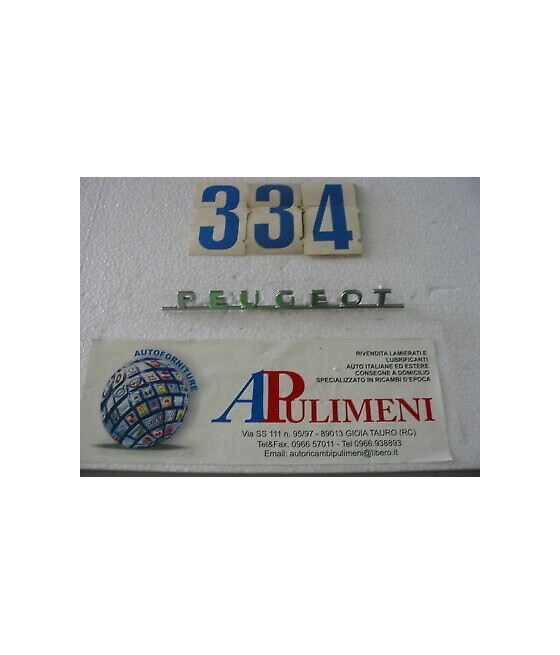 334
PEUGEOT
AUTOFORNITURE
RIVENDITA LAMIERATI E
LUBRIFICANTI
AUTO ITALIANE ED ESTERE
CONSEGNE A DOMICILIO
SPECIALIZZATO IN RICAMBI D'EPOCA
APULIMENI
Via SS 111 n. 95/97 - 89013 GIOIA TAURO (RC)
Tel&Fax. 0966 57011 - Tel 0966.938893
Email: autoricambipulimeni@libero.it